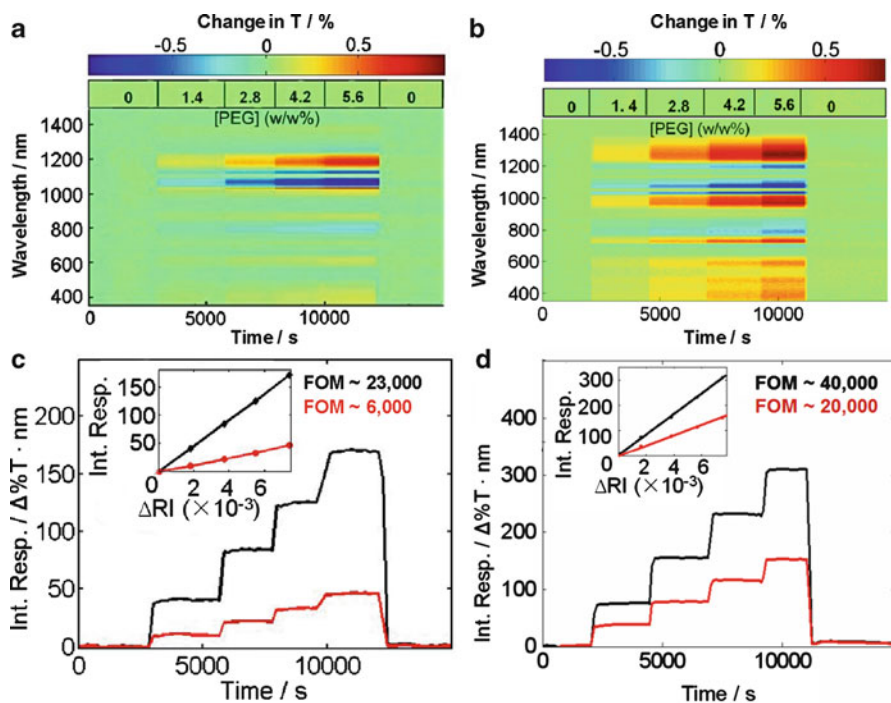 a
Change in T / %
-0.5 0 0.5
0 1.4 2.8 4.2 5.6 0
[PEG] (w/w%)
Wavelength / nm
1400
1200
1000
800
600
400
0 5000 10000
Time / s
b
Change in T / %
-0.5 0 0.5
0 1.4 2.8 4.2 5.6 0
[PEG] (w/w%)
Wavelength / nm
1400
1200
1000
800
600
400
0 5000 10000
Time / s
c
Int. Resp. / Δ%T · nm
200
150
100
50
0
0 5000 10000
Time / s
Int. Resp.
150
100
50
0 2 4 6
ΔRI (×10-3)
FOM ~ 23,000
FOM ~ 6,000
d
Int. Resp. / Δ%T · nm
500
400
300
200
100
0
0 5000 10000
Time / s
Int. Resp.
300
200
100
0
0 2 4 6
ΔRI (×10-3)
FOM ~ 40,000
FOM ~ 20,000